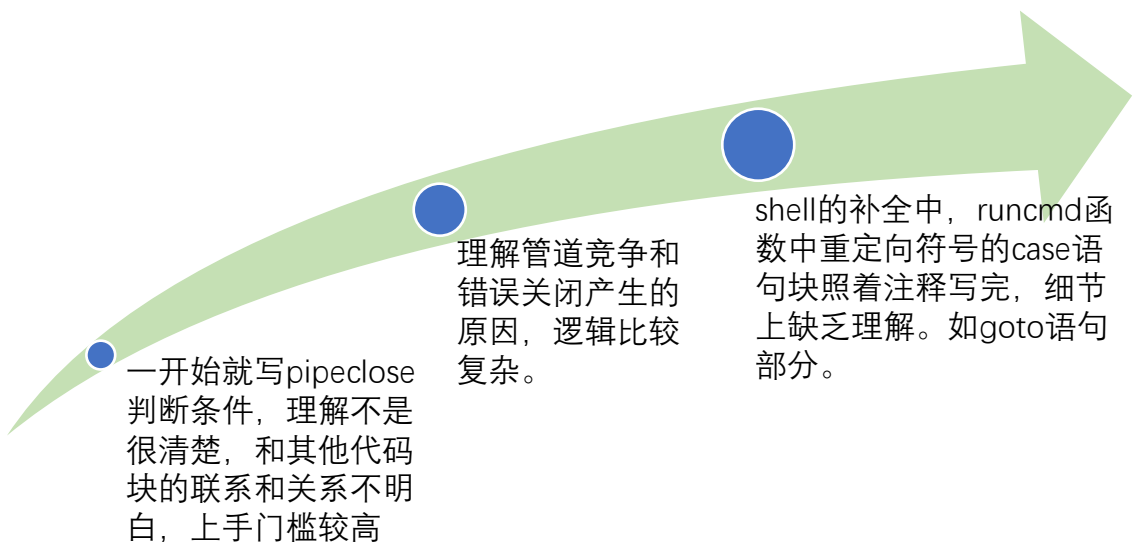 一开始就写pipeclose
判断条件，理解不是
很清楚，和其他代码
块的联系和关系不明
白，上手门槛较高
理解管道竞争和
错误关闭产生的
原因，逻辑比较
复杂。
shell的补全中，runcmd函
数中重定向符号的case语
句块照着注释写完，细节
上缺乏理解。如goto语句
部分。